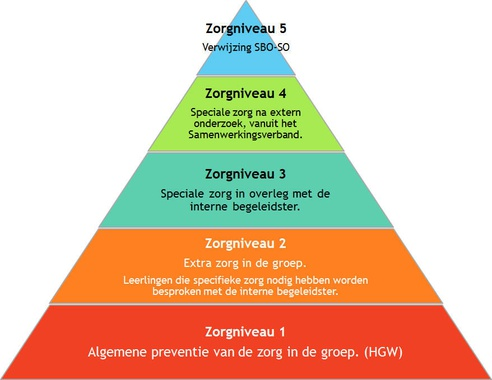 Zorgniveau 5
Verwijzing SBO-SO
Zorgniveau 4
Speciale zorg na extern
onderzoek, vanuit het
Samenwerkingsverband.
Zorgniveau 3
Speciale zorg in overleg met de
interne begeleidster.
Zorgniveau 2
Extra zorg in de groep.
Leerlingen die specifieke zorg nodig hebben worden
besproken met de interne begeleidster.
Zorgniveau 1
Algemene preventie van de zorg in de groep. (HGW)